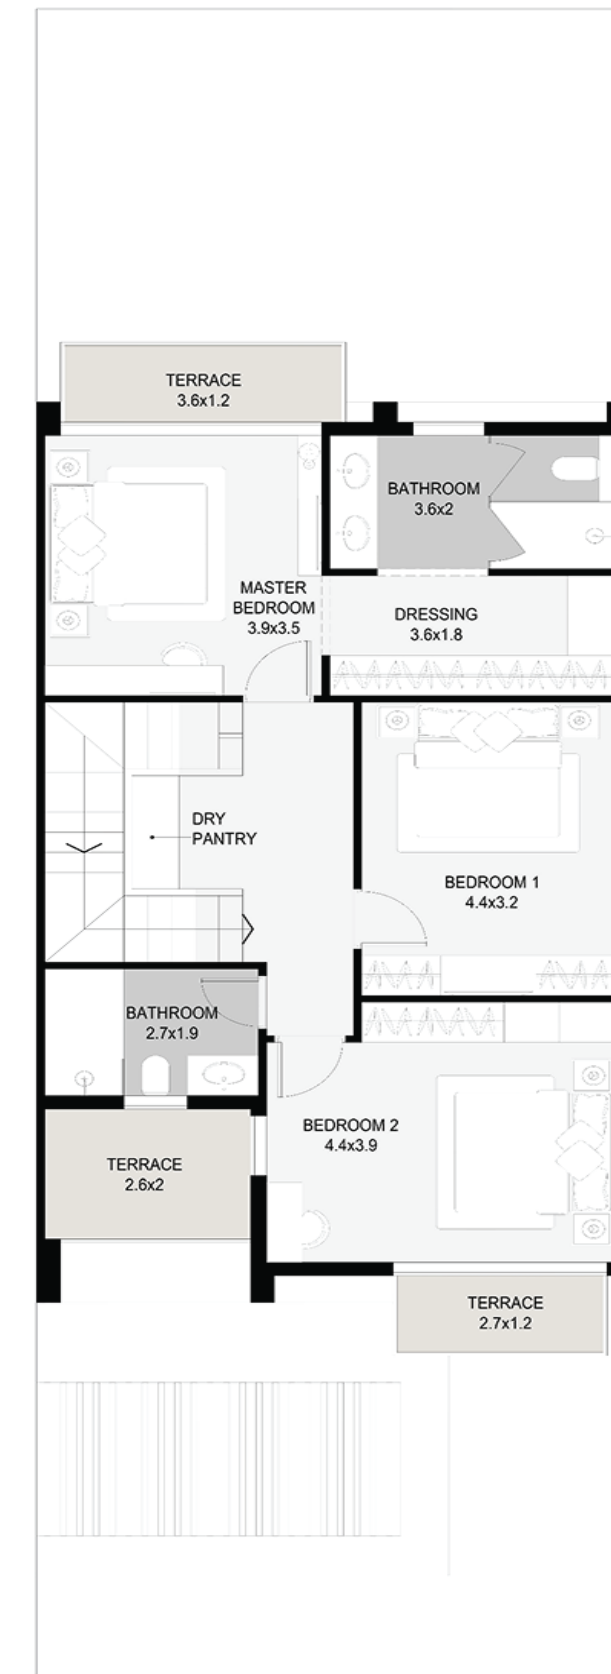 TERRACE
3.6x1.2
BATHROOM
3.6x2
MASTER
BEDROOM
3.9x3.5
DRESSING
3.6x1.8
DRY
PANTRY
BEDROOM 1
4.4x3.2
BATHROOM
2.7x1.9
BEDROOM 2
4.4x3.9
TERRACE
2.6x2
TERRACE
2.7x1.2